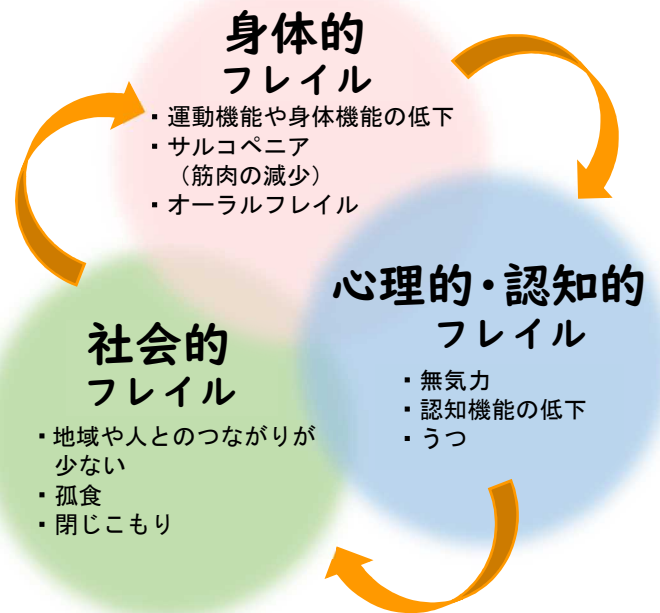 身体的
フレイル
▪運動機能や身体機能の低下
▪サルコペニア
（筋肉の減少）
▪オーラルフレイル
心理的・認知的
フレイル
▪無気力
▪認知機能の低下
▪うつ
社会的
フレイル
▪地域や人とのつながりが
少ない
▪孤食
▪閉じこもり